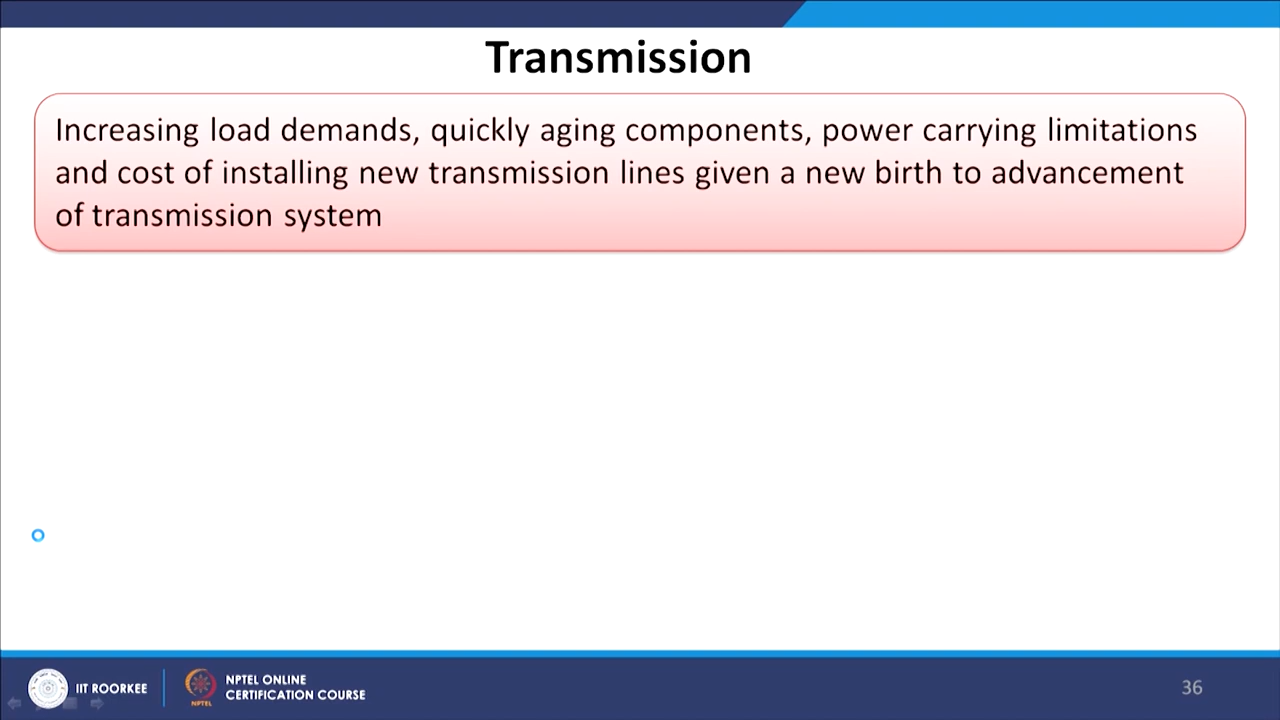 Transmission
Increasing load demands, quickly aging components, power carrying limitations
and cost of installing new transmission lines given a new birth to advancement
of transmission system
IIT ROORKEE
NPTEL ONLINE
CERTIFICATION COURSE
NPTEL
36